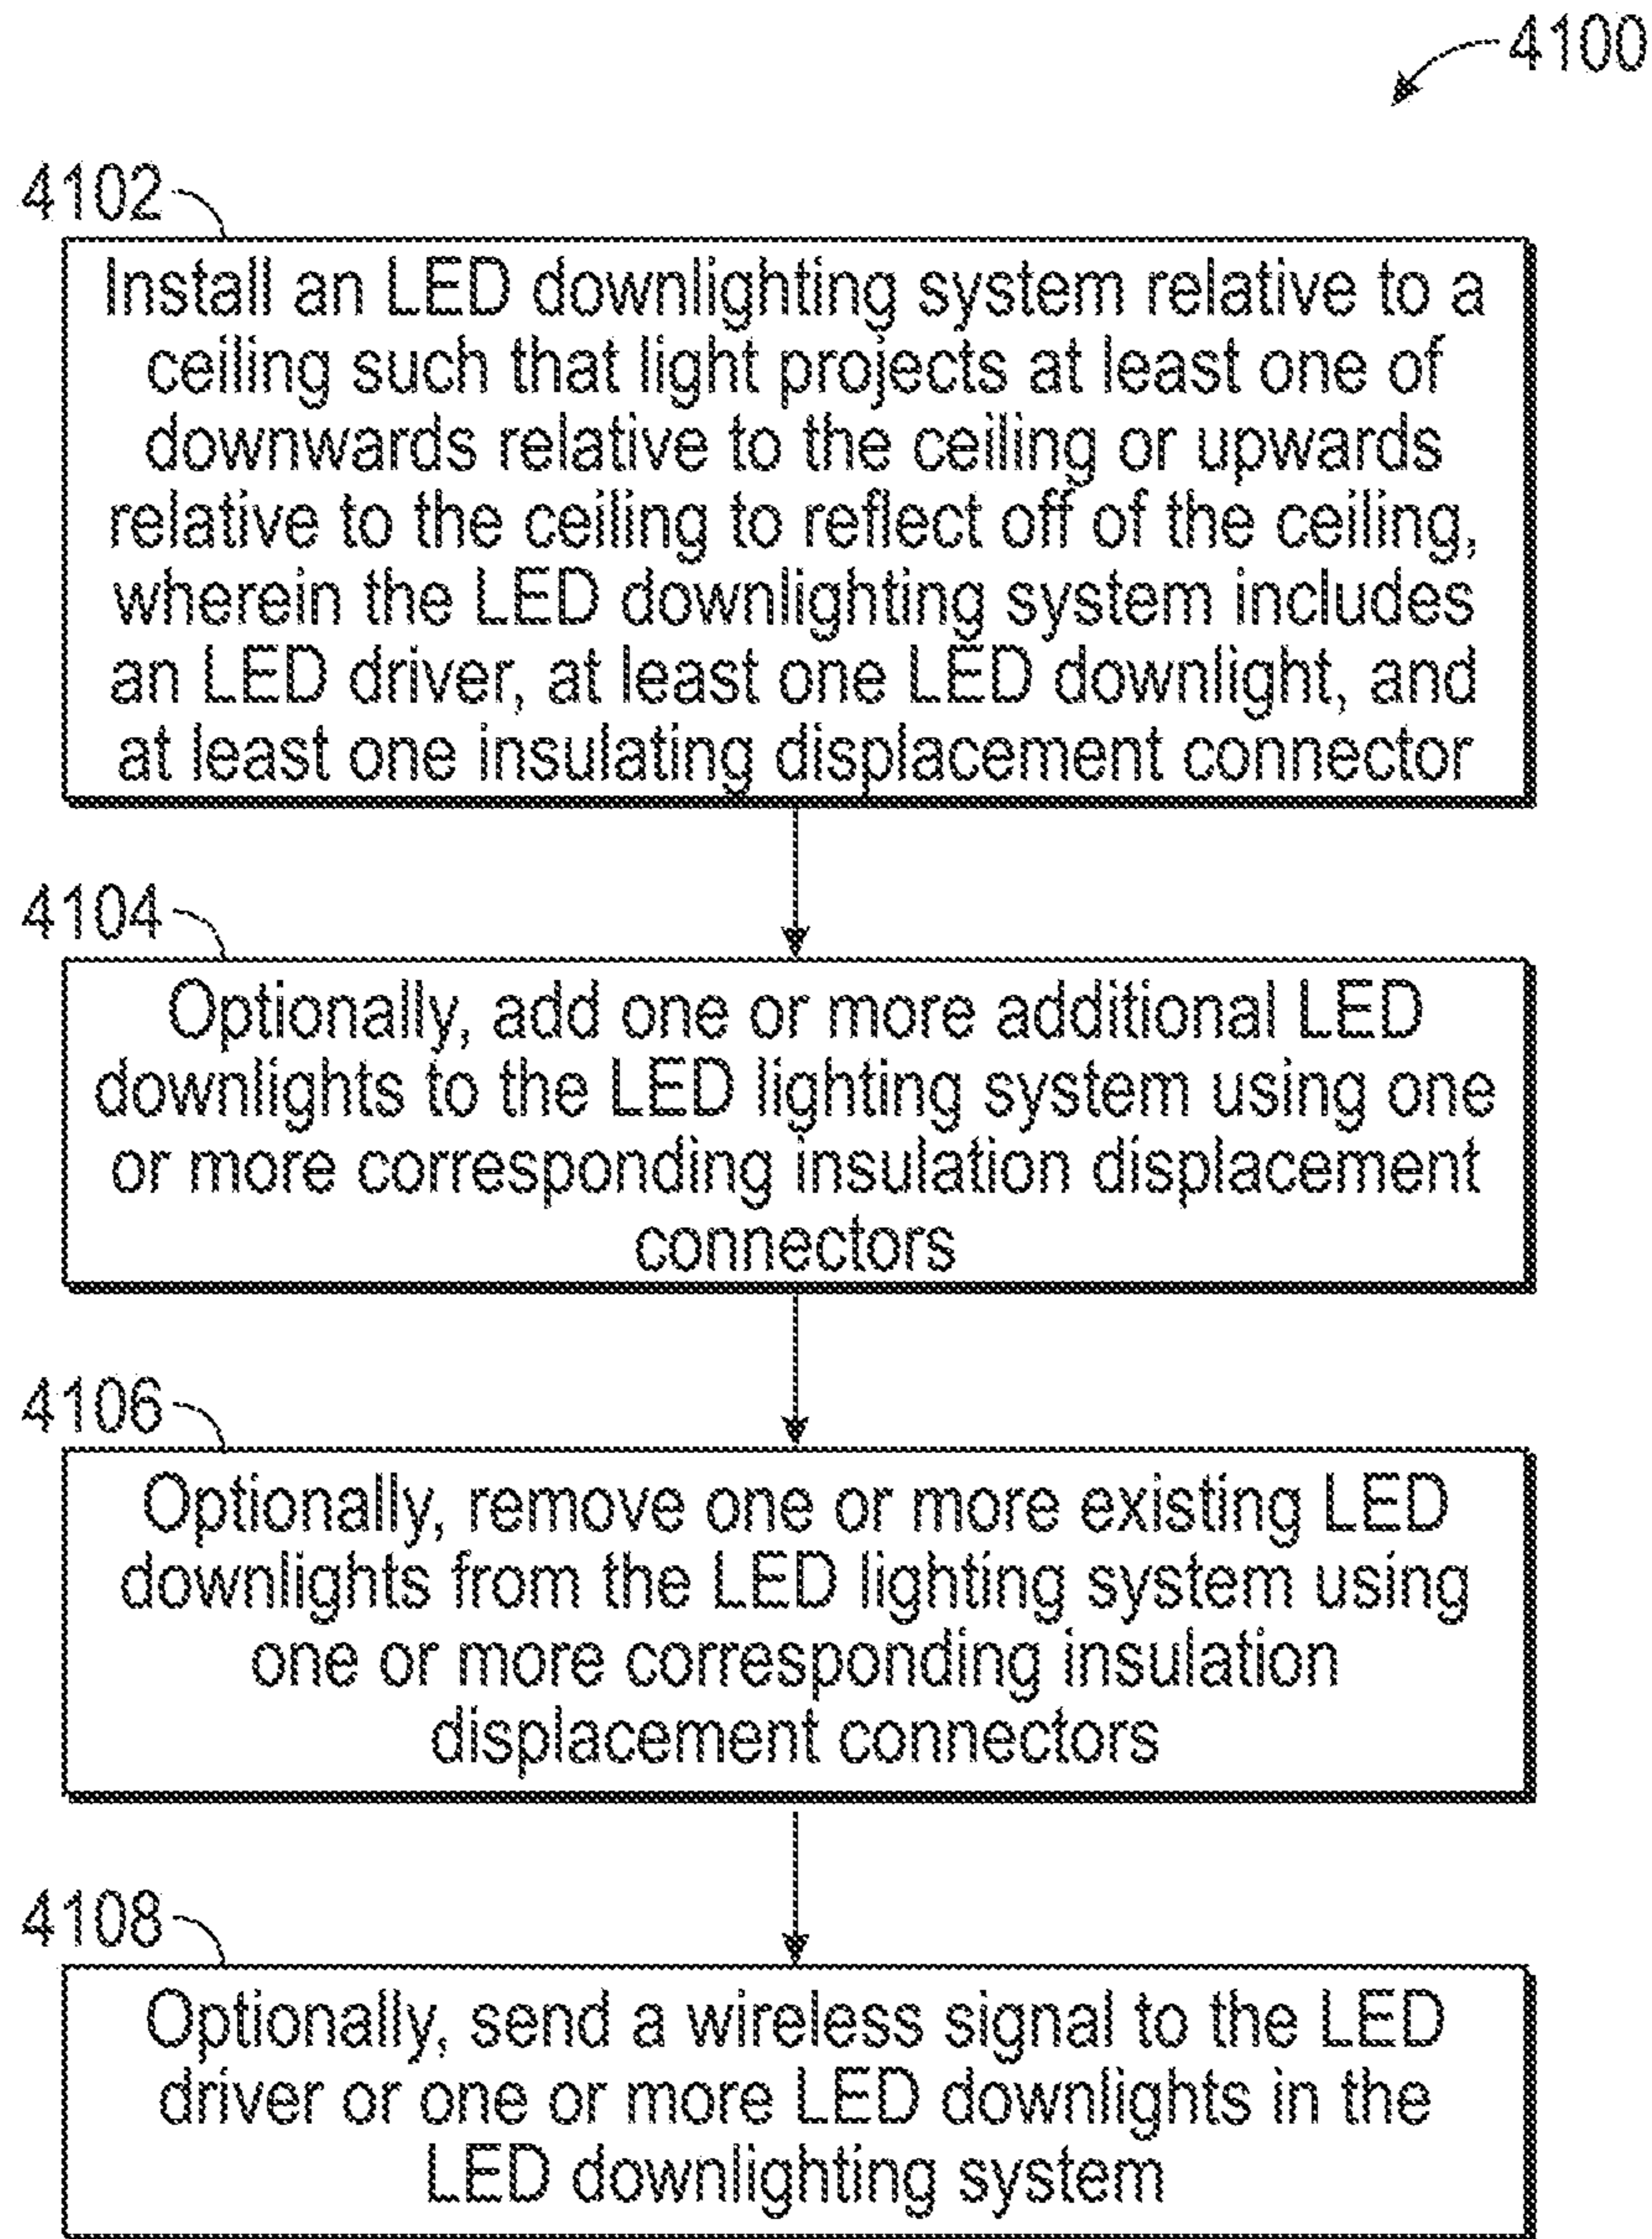 4100
4102
Install an LED downlighting system relative to a
ceiling such that light projects at least one of
downwards relative to the ceiling or upwards
relative to the ceiling to reflect off of the ceiling,
wherein the LED downlighting system includes
an LED driver, at least one LED downlight, and
at least one insulating displacement connector
4104
Optionally, add one or more additional LED
downlights to the LED lighting system using one
or more corresponding insulation displacement
connectors
4106
Optionally, remove one or more existing LED
downlights from the LED lighting system using
one or more corresponding insulation
displacement connectors
4108
Optionally, send a wireless signal to the LED
driver or one or more LED downlights in the
LED downlighting system